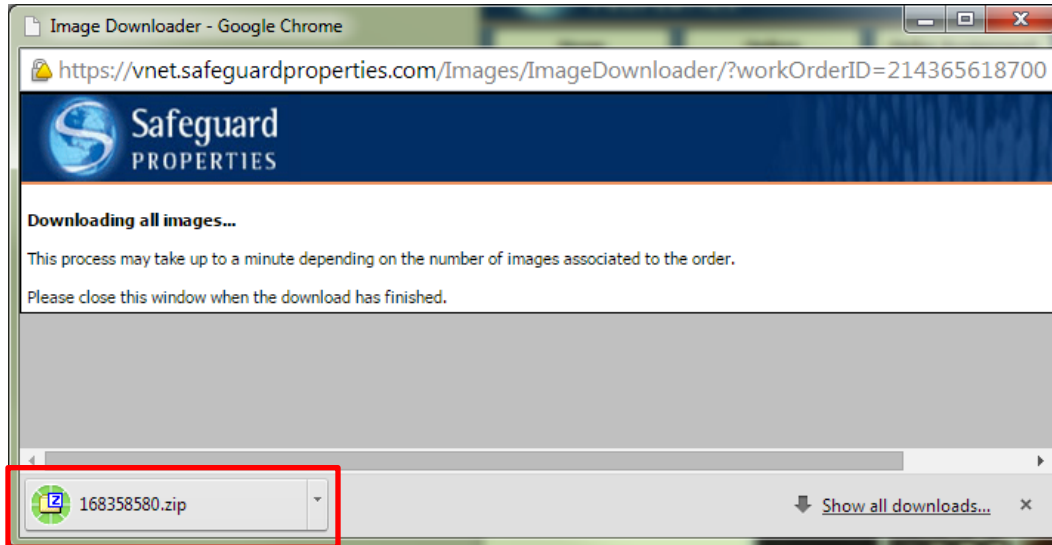 Image Downloader - Google Chrome
https://vnet.safeguardproperties.com/Images/ImageDownloader/?workOrderID=214365618700
Safeguard
PROPERTIES
Downloading all images...
This process may take up to a minute depending on the number of images associated to the order.
Please close this window when the download has finished.
168358580.zip
Show all downloads...